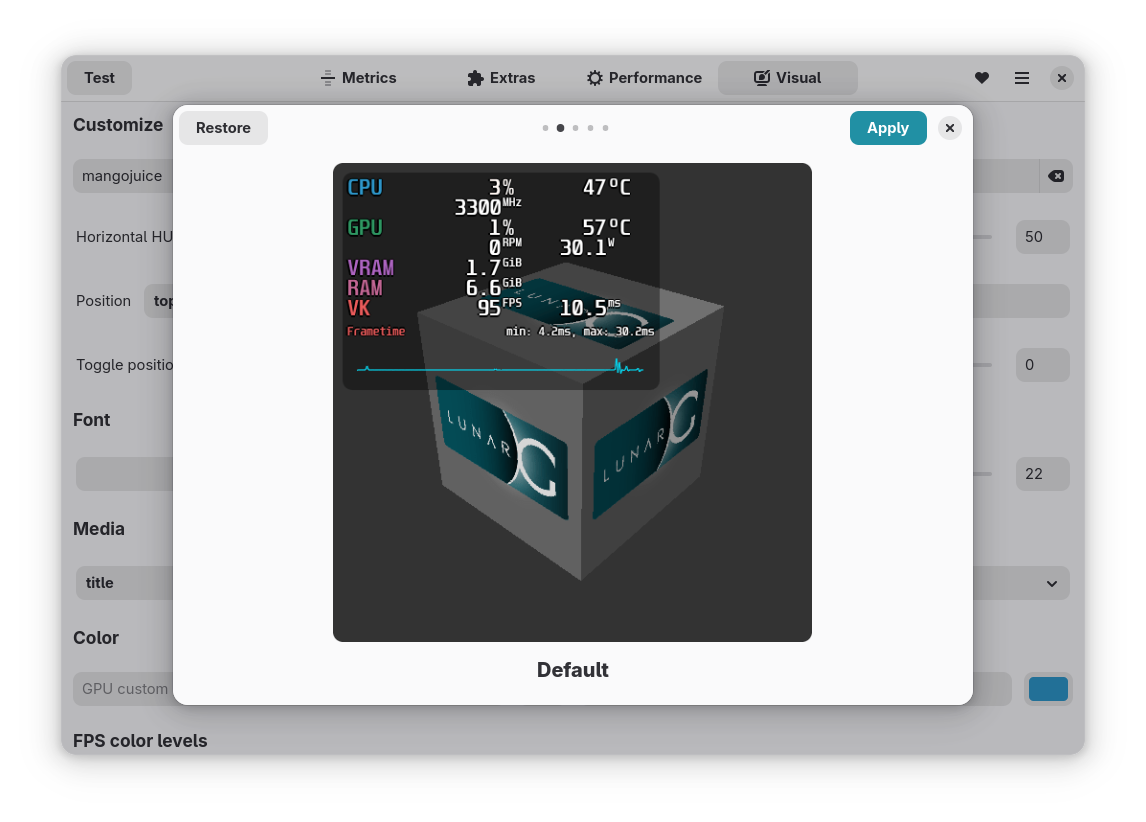 Test Metrics Extras Performance Visual
Customize
Restore Apply
mangojuice
Horizontal HU 50
Position top
Toggle positio 0
Font
22
Media
title
Color
GPU custom
FPS color levels
CPU 3% 47°C
3300MHz
GPU 1% 57°C
0RPM 30.1W
VRAM 1.7GiB
RAM 6.6GiB
VK 95FPS 10.5ms
Frametime min: 4.2ms, max: 30.2ms
LUNAR G
LUNAR G
LUNAR G
Default